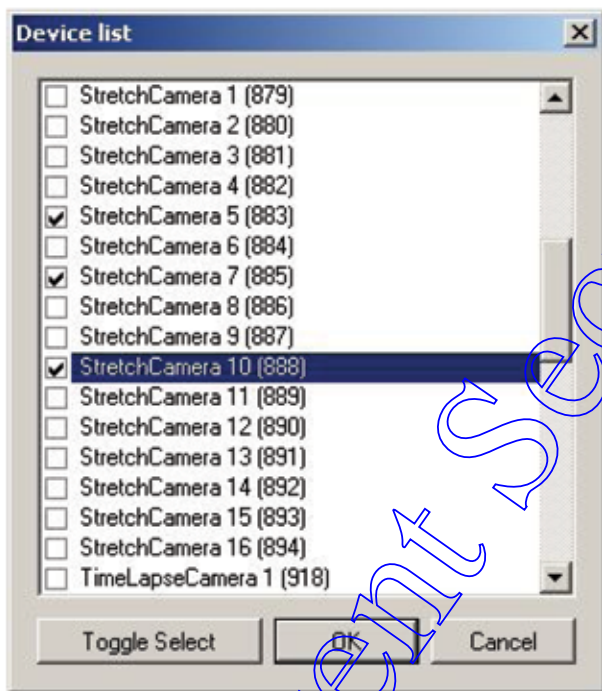 Device list
StretchCamera 1 (879)
StretchCamera 2 (880)
StretchCamera 3 (881)
StretchCamera 4 (882)
StretchCamera 5 (883)
StretchCamera 6 (884)
StretchCamera 7 (885)
StretchCamera 8 (886)
StretchCamera 9 (887)
StretchCamera 10 (888)
StretchCamera 11 (889)
StretchCamera 12 (890)
StretchCamera 13 (891)
StretchCamera 14 (892)
StretchCamera 15 (893)
StretchCamera 16 (894)
TimeLapseCamera 1 (918)
Toggle Select OK Cancel